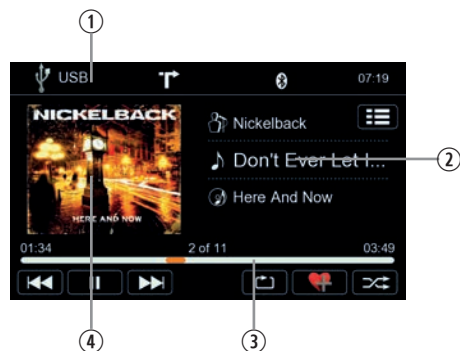 1
USB
07:19
NICKELBACK
HERE AND NOW
Nickelback
Don't Ever Let I...
2
Here And Now
01:34
2 of 11
03:49
4
3